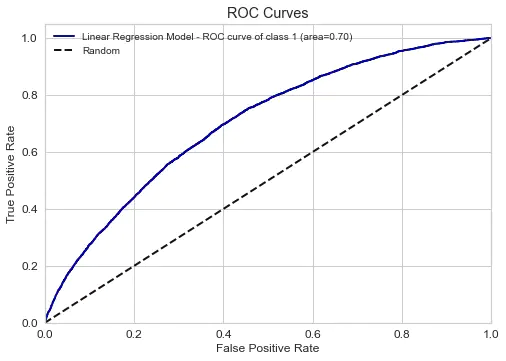 ROC Curves
Linear Regression Model - ROC curve of class 1 (area=0.70)
Random
True Positive Rate
1.0
0.8
0.6
0.4
0.2
0.0
0.0 0.2 0.4 0.6 0.8 1.0
False Positive Rate